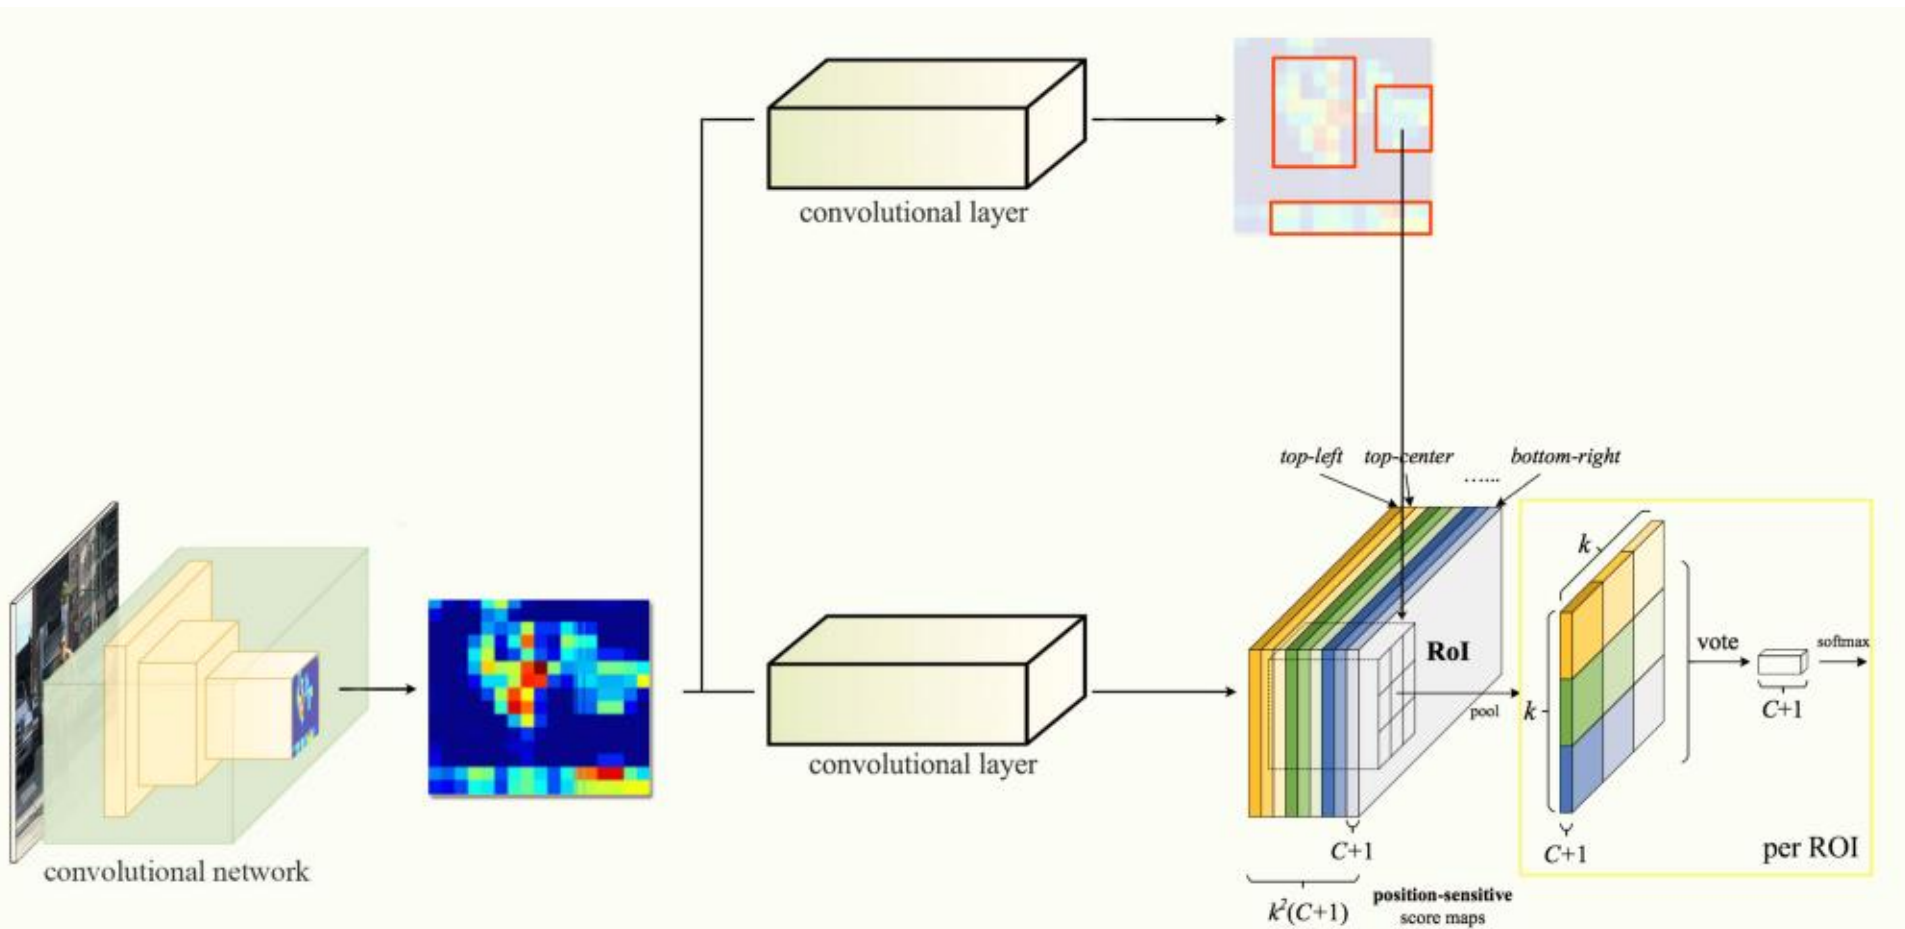 convolutional layer
top-left top-center ...... bottom-right
k
RoI
vote
softmax
pool
k
C+1
convolutional layer
C+1
C+1
per ROI
convolutional network
k²(C+1)
position-sensitive
score maps